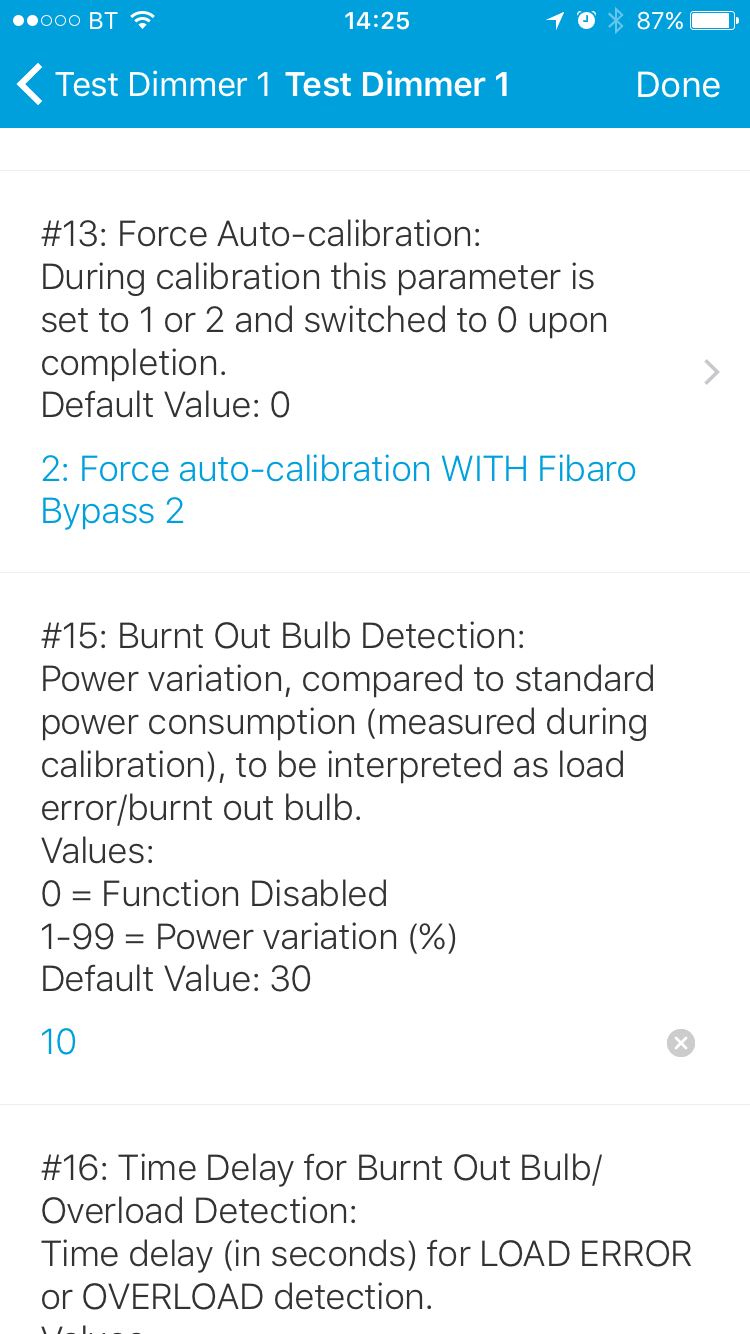 BT 14:25 87%
Test Dimmer 1 Test Dimmer 1 Done
#13: Force Auto-calibration:
During calibration this parameter is
set to 1 or 2 and switched to 0 upon
completion.
Default Value: 0
2: Force auto-calibration WITH Fibaro
Bypass 2
#15: Burnt Out Bulb Detection:
Power variation, compared to standard
power consumption (measured during
calibration), to be interpreted as load
error/burnt out bulb.
Values:
0 = Function Disabled
1-99 = Power variation (%)
Default Value: 30
10
#16: Time Delay for Burnt Out Bulb/
Overload Detection:
Time delay (in seconds) for LOAD ERROR
or OVERLOAD detection.